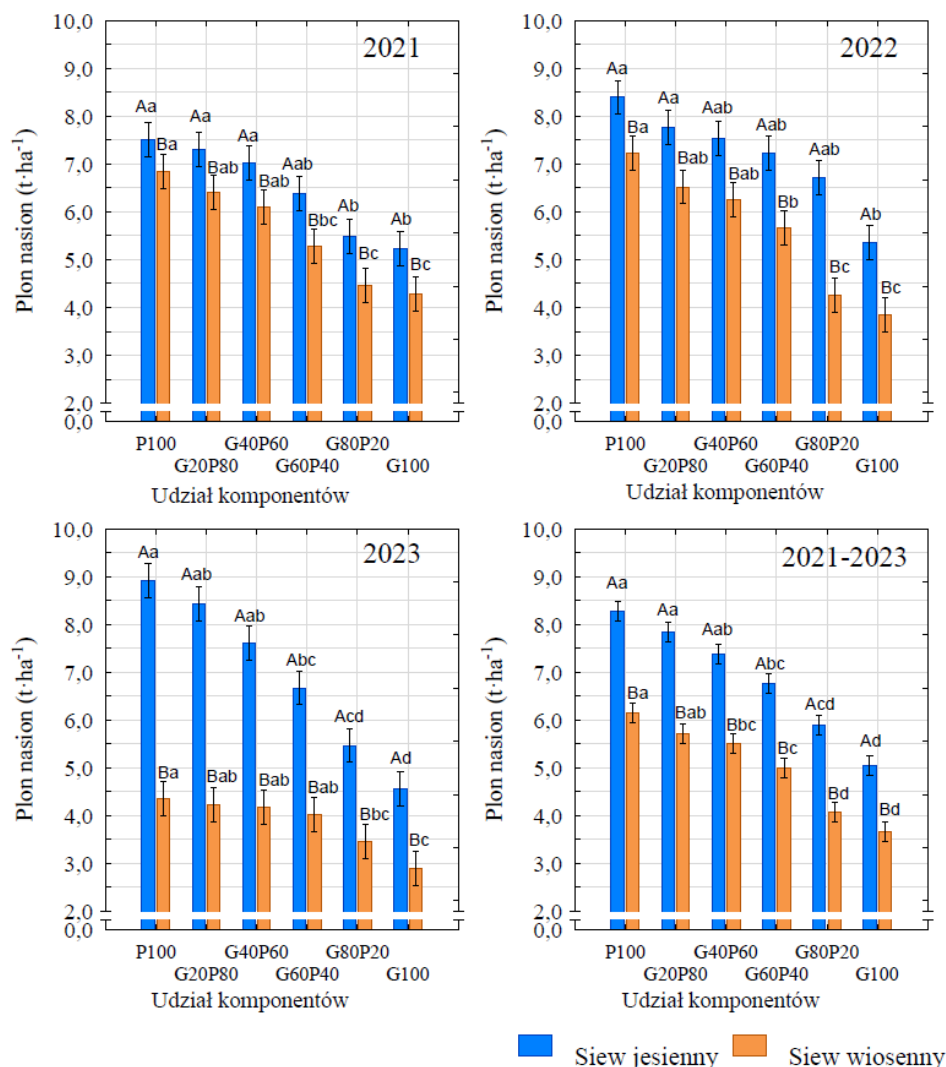 2021
Plon nasion (t·ha⁻¹)
10,0
9,0
8,0
7,0
6,0
5,0
4,0
3,0
2,0
0,0
Aa Ba Aa Bab Aa Bab Aab Bbc Ab Bc Ab Bc
P100 G40P60 G80P20
G20P80 G60P40 G100
Udział komponentów
2022
Plon nasion (t·ha⁻¹)
10,0
9,0
8,0
7,0
6,0
5,0
4,0
3,0
2,0
0,0
Aa Ba Aa Bab Aab Bab Aab Bb Aab Bc Ab Bc
P100 G40P60 G80P20
G20P80 G60P40 G100
Udział komponentów
2023
Plon nasion (t·ha⁻¹)
10,0
9,0
8,0
7,0
6,0
5,0
4,0
3,0
2,0
0,0
Aa Ba Aab Bab Aab Bab Abc Bab Acd Bbc Ad Bc
P100 G40P60 G80P20
G20P80 G60P40 G100
Udział komponentów
2021-2023
Plon nasion (t·ha⁻¹)
10,0
9,0
8,0
7,0
6,0
5,0
4,0
3,0
2,0
0,0
Aa Ba Aa Bab Aab Bbc Abc Bc Acd Bd Ad Bd
P100 G40P60 G80P20
G20P80 G60P40 G100
Udział komponentów
Siew jesienny Siew wiosenny